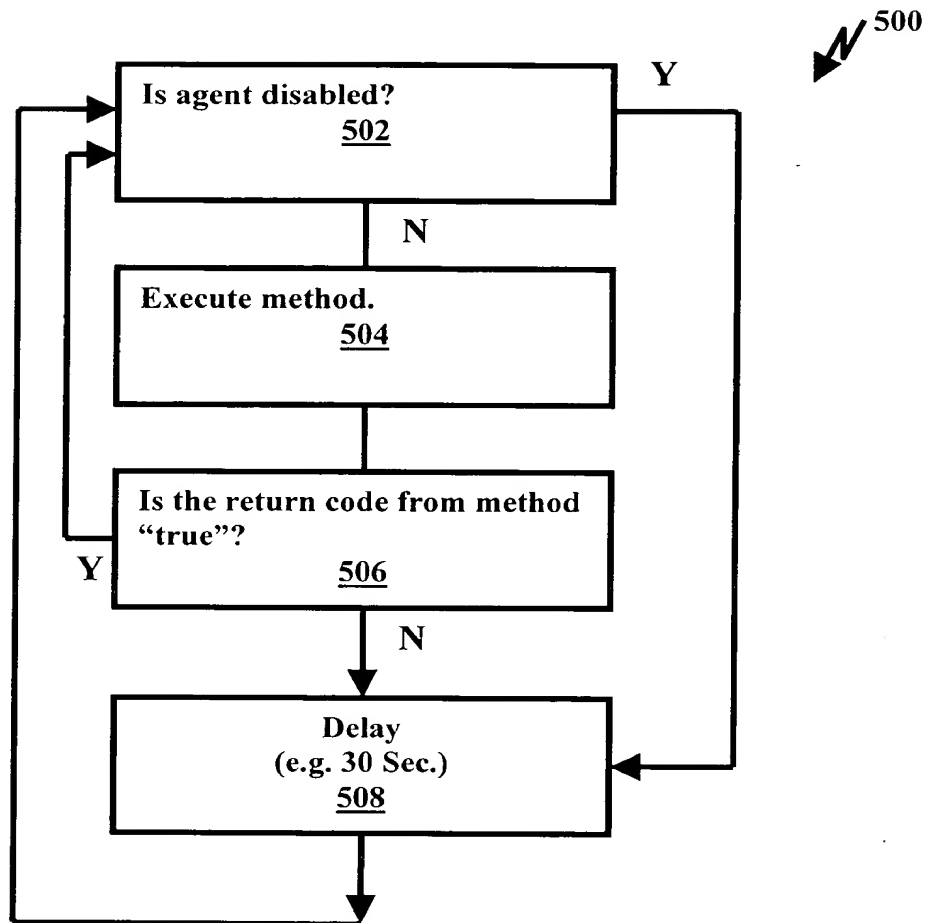 500
Is agent disabled?
502
Y
N
Execute method.
504
Is the return code from method
“true”?
506
Y
N
Delay
(e.g. 30 Sec.)
508